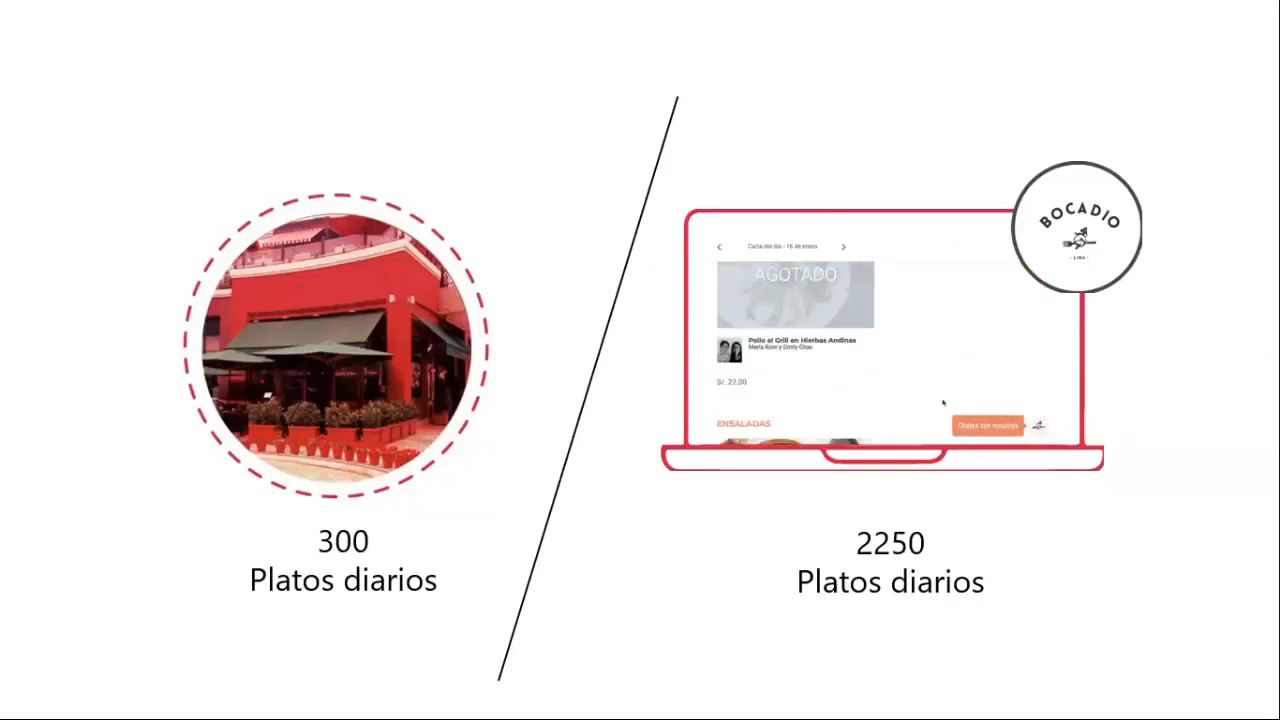 300
Platos diarios
BOCADIO
- LIMA -
Carta del día - 16 de enero
AGOTADO
Pollo al Grill en Hierbas Andinas
S/. 27.00
ENSALADAS
Chatea con nosotros
2250
Platos diarios